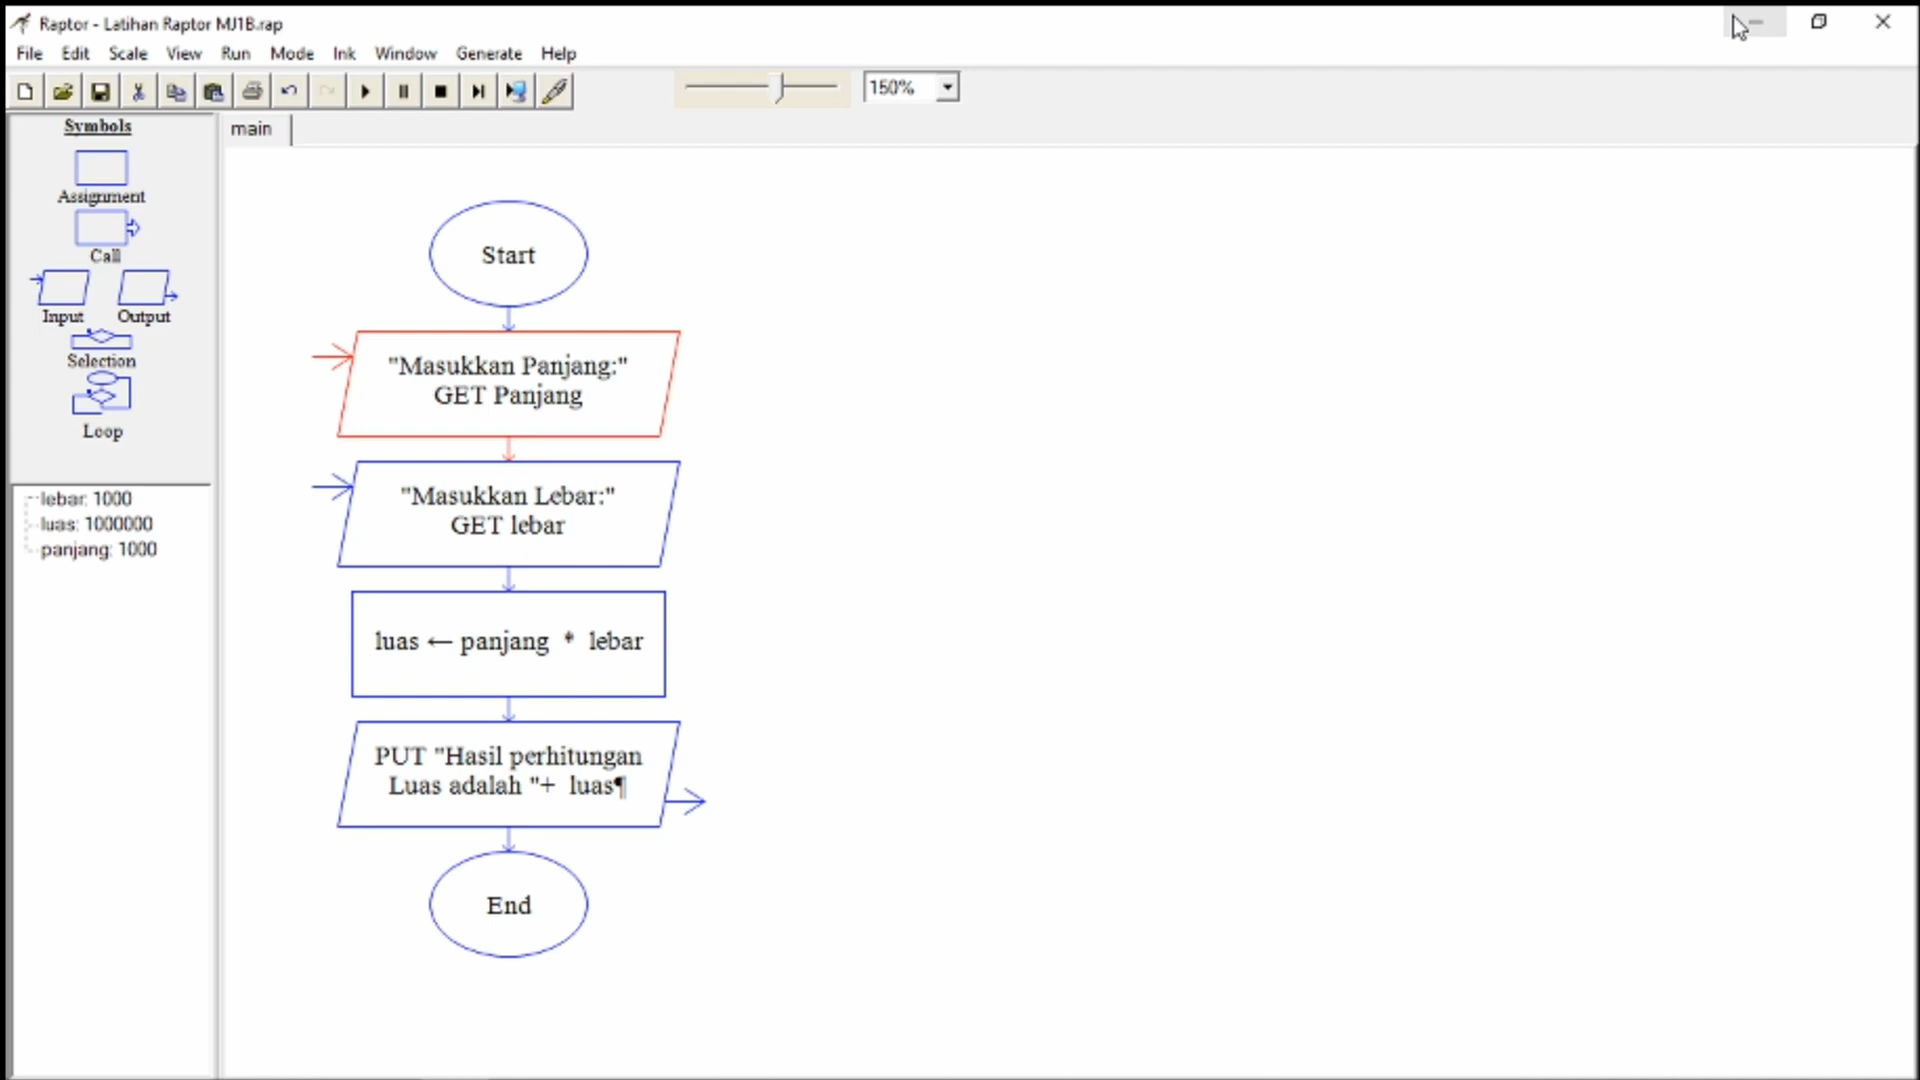 Raptor - Latihan Raptor MJ1B.rap
File Edit Scale View Run Mode Ink Window Generate Help
150%
Symbols
main
Assignment
Call
Input Output
Selection
Loop
lebar: 1000
luas: 1000000
panjang: 1000
Start
"Masukkan Panjang:"
GET Panjang
"Masukkan Lebar:"
GET lebar
luas ← panjang * lebar
PUT "Hasil perhitungan
Luas adalah "+ luas¶
End